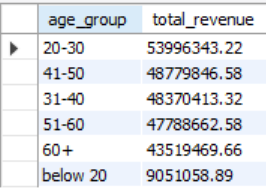 age_group total_revenue
20-30 53996343.22
41-50 48779846.58
31-40 48370413.32
51-60 47788662.58
60+ 43519469.66
below 20 9051058.89